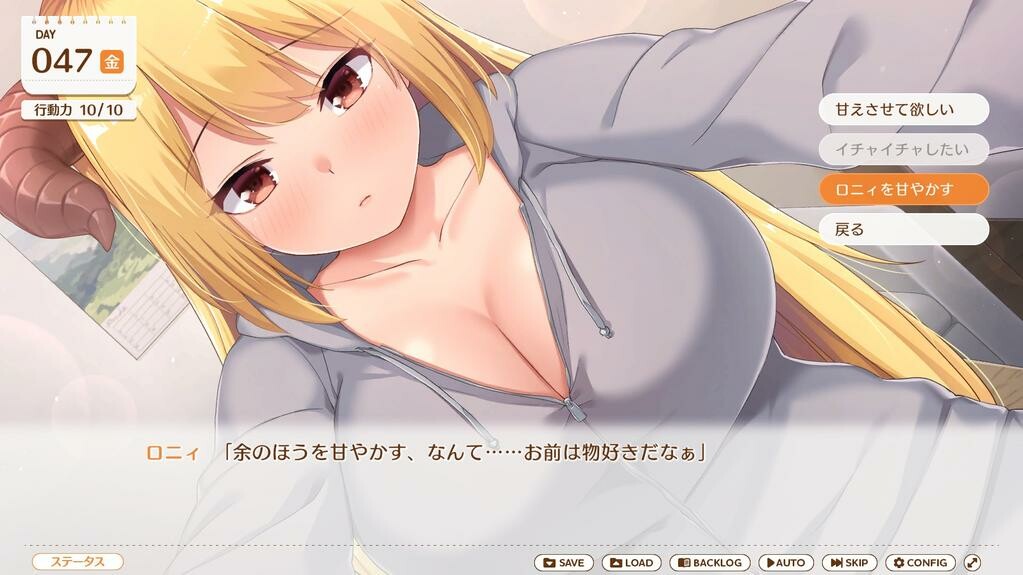 DAY
047 金
行動力 10/10
甘えさせて欲しい
イチャイチャしたい
ロニィを甘やかす
戻る
ロニィ 「余のほうを甘やかす、なんて……お前は物好きだなぁ」
ステータス
SAVE LOAD BACKLOG AUTO SKIP CONFIG